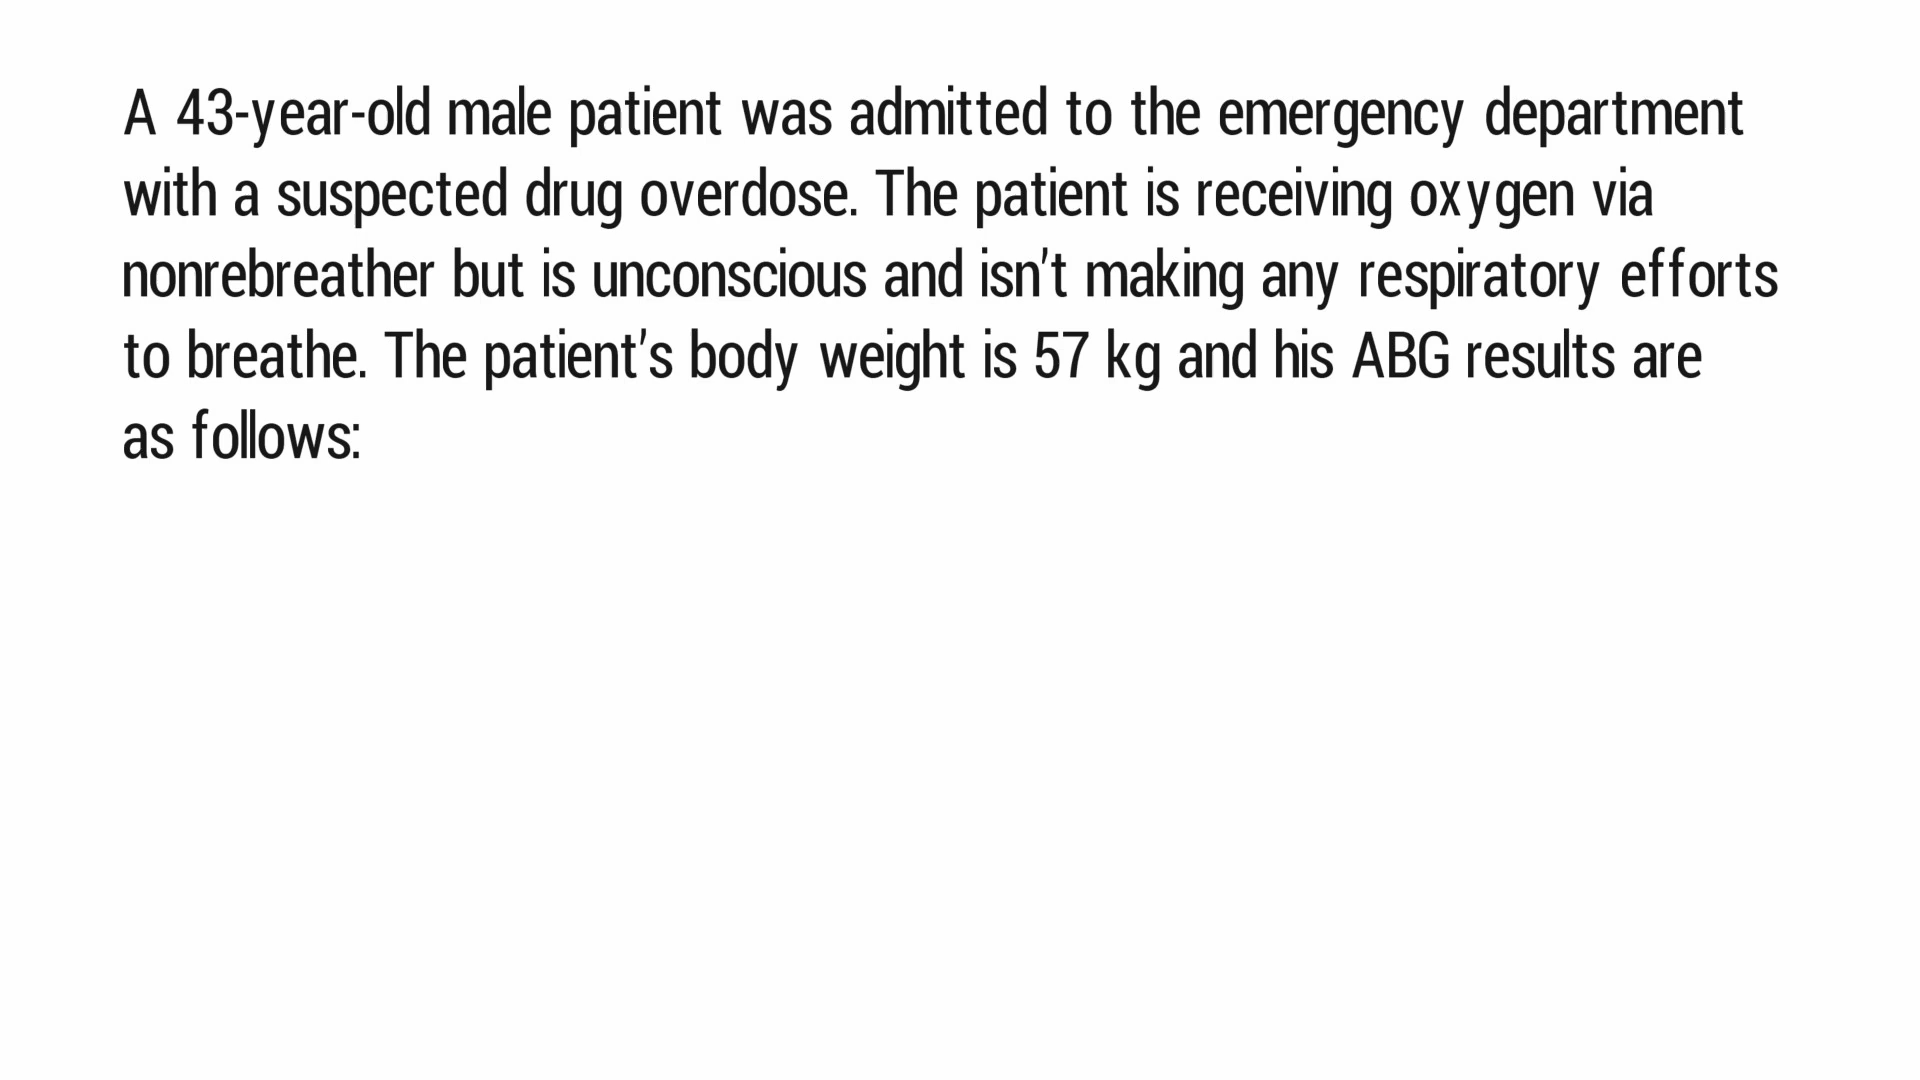 A 43-year-old male patient was admitted to the emergency department
with a suspected drug overdose. The patient is receiving oxygen via
nonrebreather but is unconscious and isn't making any respiratory efforts
to breathe. The patient's body weight is 57 kg and his ABG results are
as follows: